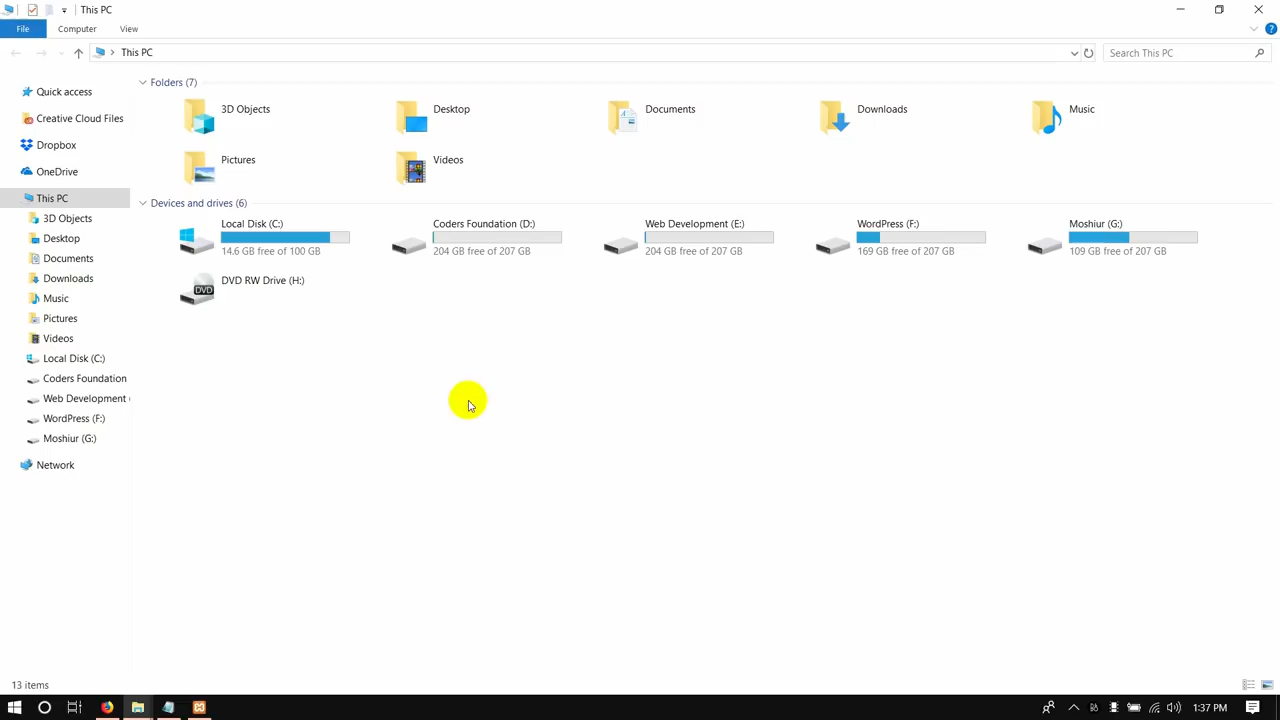 This PC
File
Computer
View
This PC
Search This PC
Quick access
Creative Cloud Files
Dropbox
OneDrive
This PC
3D Objects
Desktop
Documents
Downloads
Music
Pictures
Videos
Local Disk (C:)
Coders Foundation
Web Development (
WordPress (F:)
Moshiur (G:)
Network
Folders (7)
3D Objects
Desktop
Documents
Downloads
Music
Pictures
Videos
Devices and drives (6)
Local Disk (C:)
14.6 GB free of 100 GB
Coders Foundation (D:)
204 GB free of 207 GB
Web Development (E:)
204 GB free of 207 GB
WordPress (F:)
169 GB free of 207 GB
Moshiur (G:)
109 GB free of 207 GB
DVD
DVD RW Drive (H:)
13 items
1:37 PM